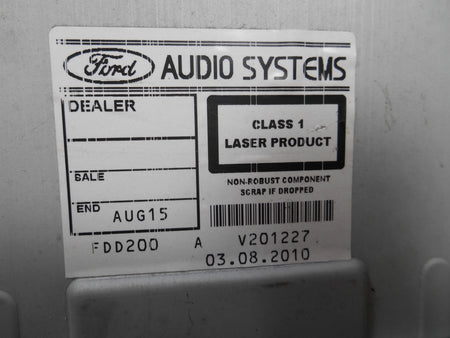 Ford AUDIO SYSTEMS
DEALER
CLASS 1
LASER PRODUCT
SALE
NON-ROBUST COMPONENT
SCRAP IF DROPPED
END AUG15
FDD200 A V201227
03.08.2010